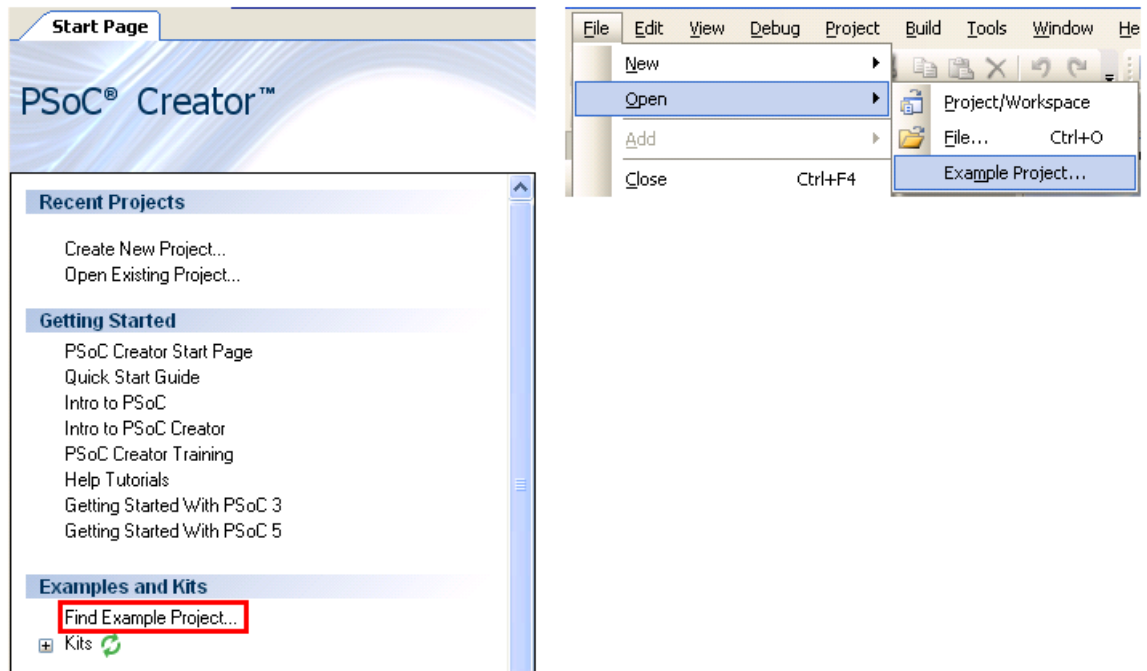 Start Page
PSoC® Creator™
Recent Projects
Create New Project...
Open Existing Project...
Getting Started
PSoC Creator Start Page
Quick Start Guide
Intro to PSoC
Intro to PSoC Creator
PSoC Creator Training
Help Tutorials
Getting Started With PSoC 3
Getting Started With PSoC 5
Examples and Kits
Find Example Project...
Kits
File Edit View Debug Project Build Tools Window He
New
Open
Add
Close Ctrl+F4
Project/Workspace
File... Ctrl+O
Example Project...